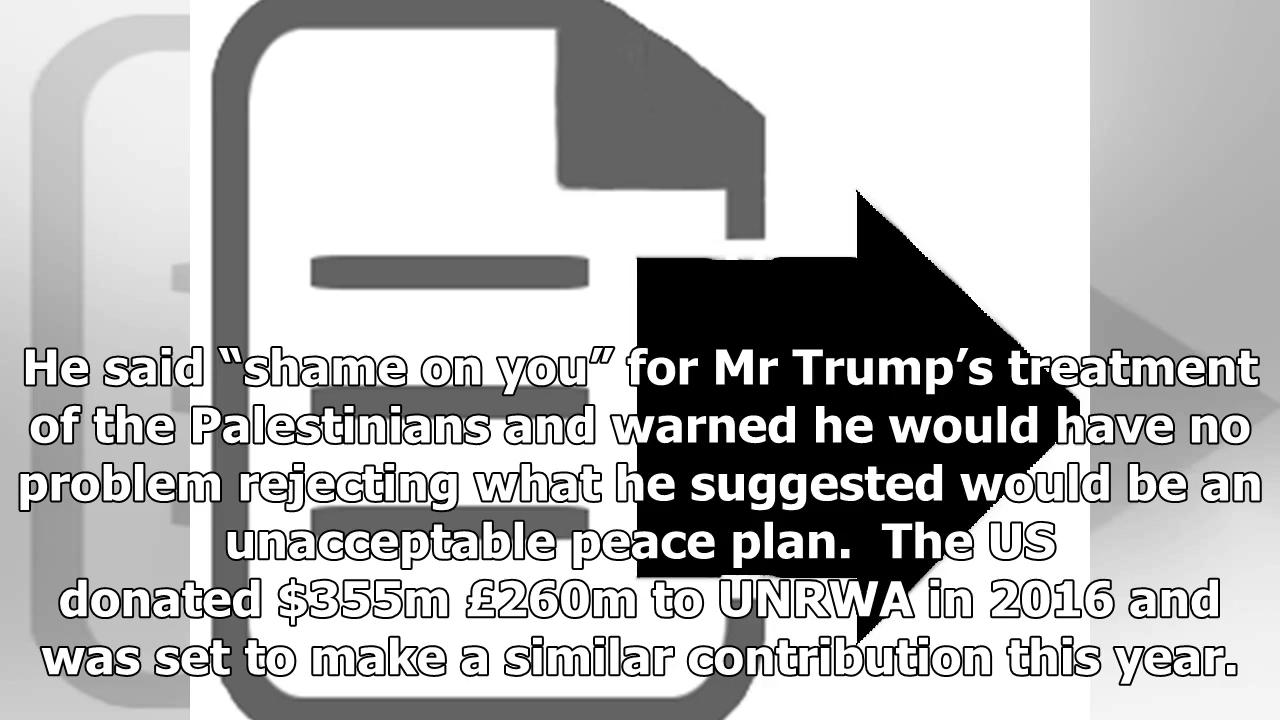 He said “shame on you” for Mr Trump’s treatment
of the Palestinians and warned he would have no
problem rejecting what he suggested would be an
unacceptable peace plan.  The US
donated $355m £260m to UNRWA in 2016 and
was set to make a similar contribution this year.